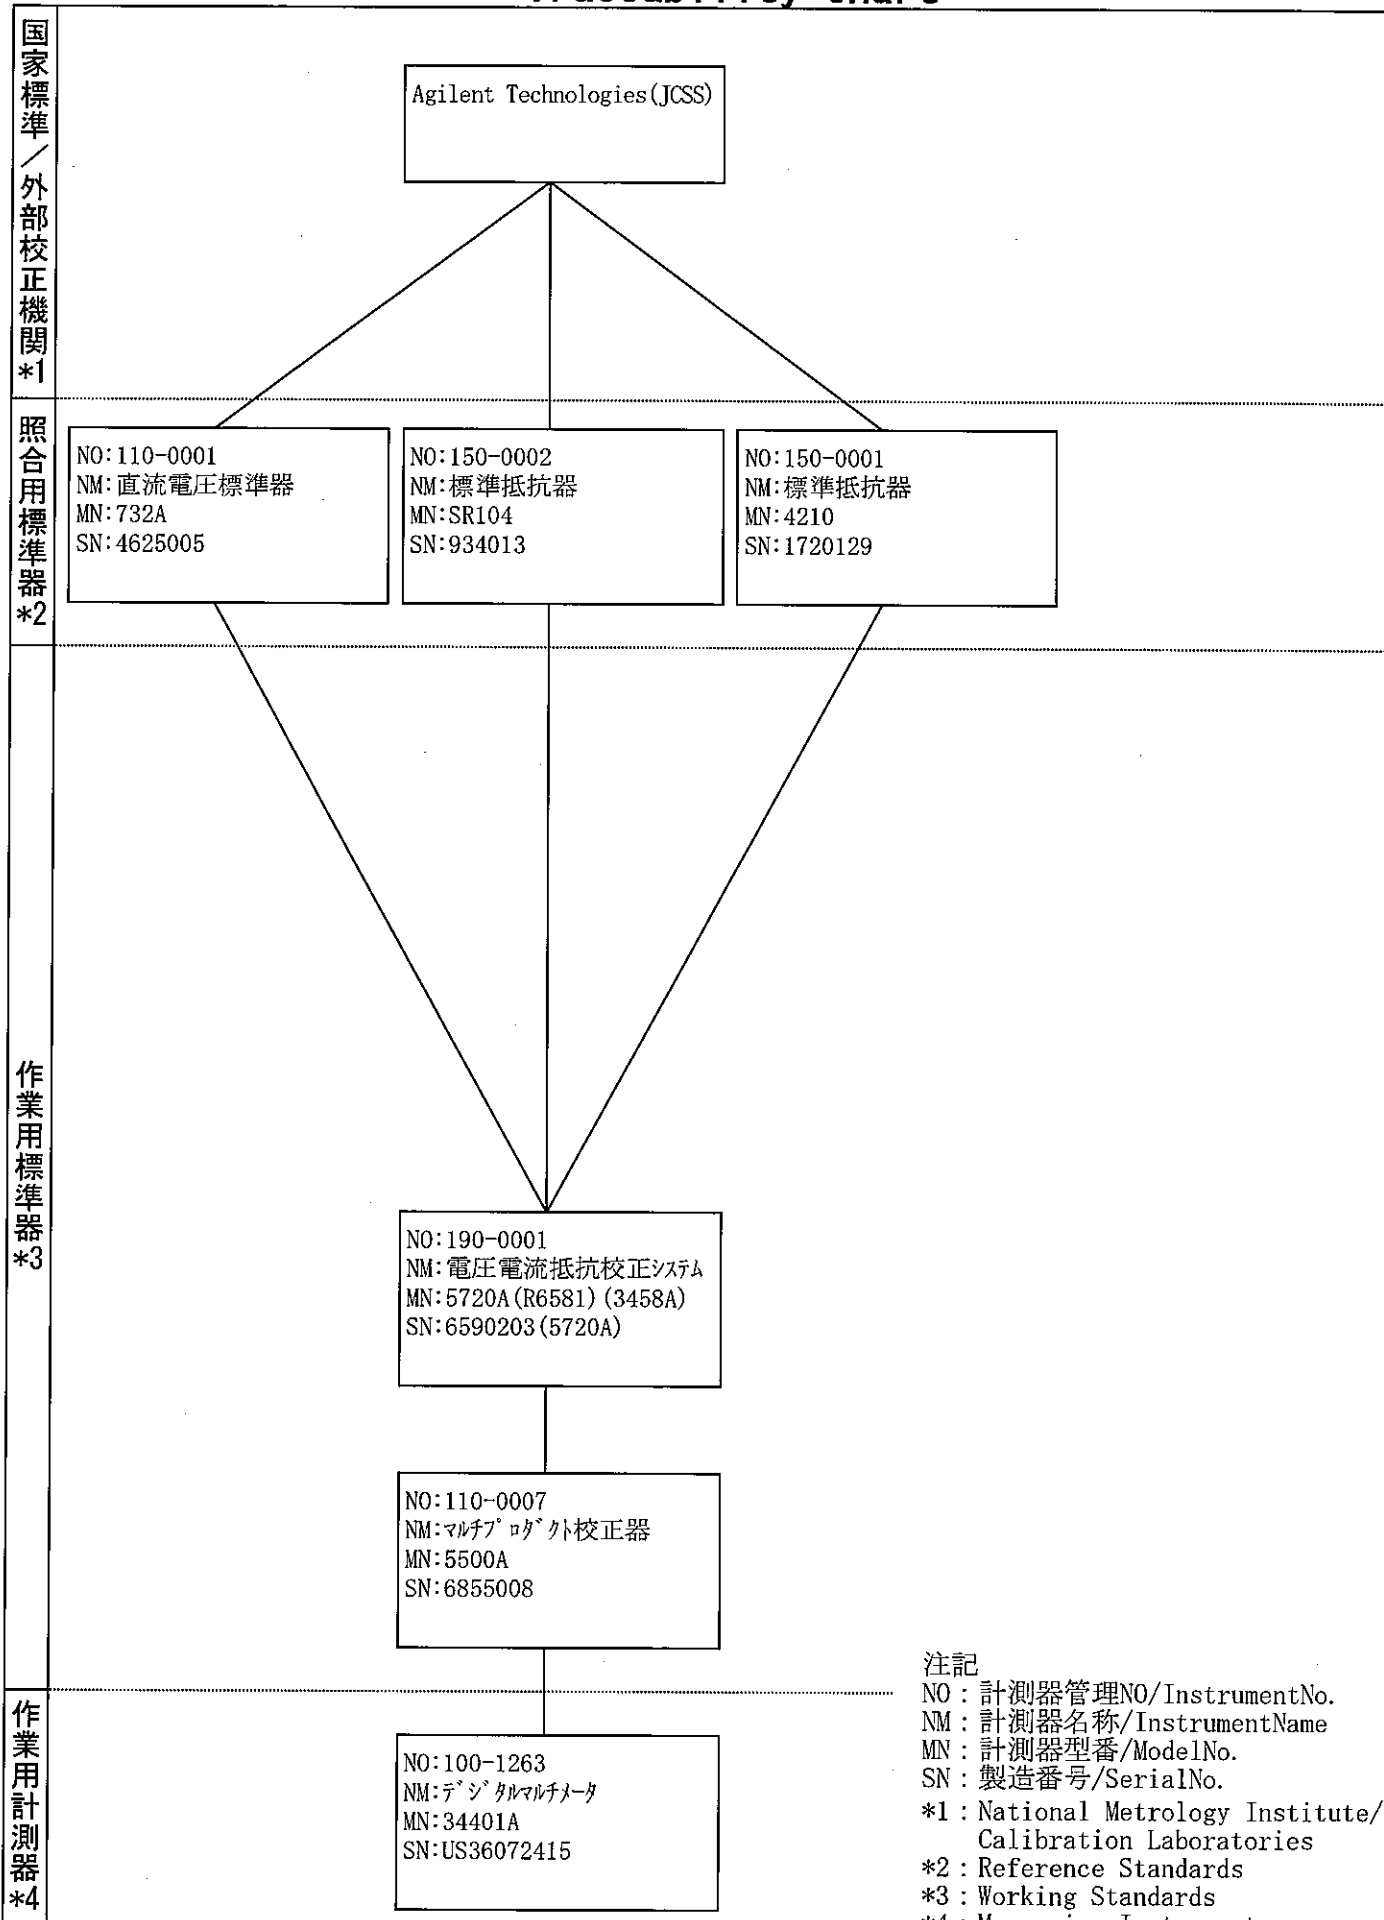 Traceability Chart
国家標準／外部校正機関*1
Agilent Technologies(JCSS)
照合用標準器*2
NO:110-0001
NM:直流電圧標準器
MN:732A
SN:4625005
NO:150-0002
NM:標準抵抗器
MN:SR104
SN:934013
NO:150-0001
NM:標準抵抗器
MN:4210
SN:1720129
作業用標準器*3
NO:190-0001
NM:電圧電流抵抗校正ｼｽﾃﾑ
MN:5720A(R6581)(3458A)
SN:6590203(5720A)
NO:110-0007
NM:ﾏﾙﾁﾌﾟﾛﾀﾞｸﾄ校正器
MN:5500A
SN:6855008
作業用計測器*4
NO:100-1263
NM:ﾃﾞｼﾞﾀﾙﾏﾙﾁﾒｰﾀ
MN:34401A
SN:US36072415
注記
NO：計測器管理NO/InstrumentNo.
NM：計測器名称/InstrumentName
MN：計測器型番/ModelNo.
SN：製造番号/SerialNo.
*1：National Metrology Institute/
Calibration Laboratories
*2：Reference Standards
*3：Working Standards